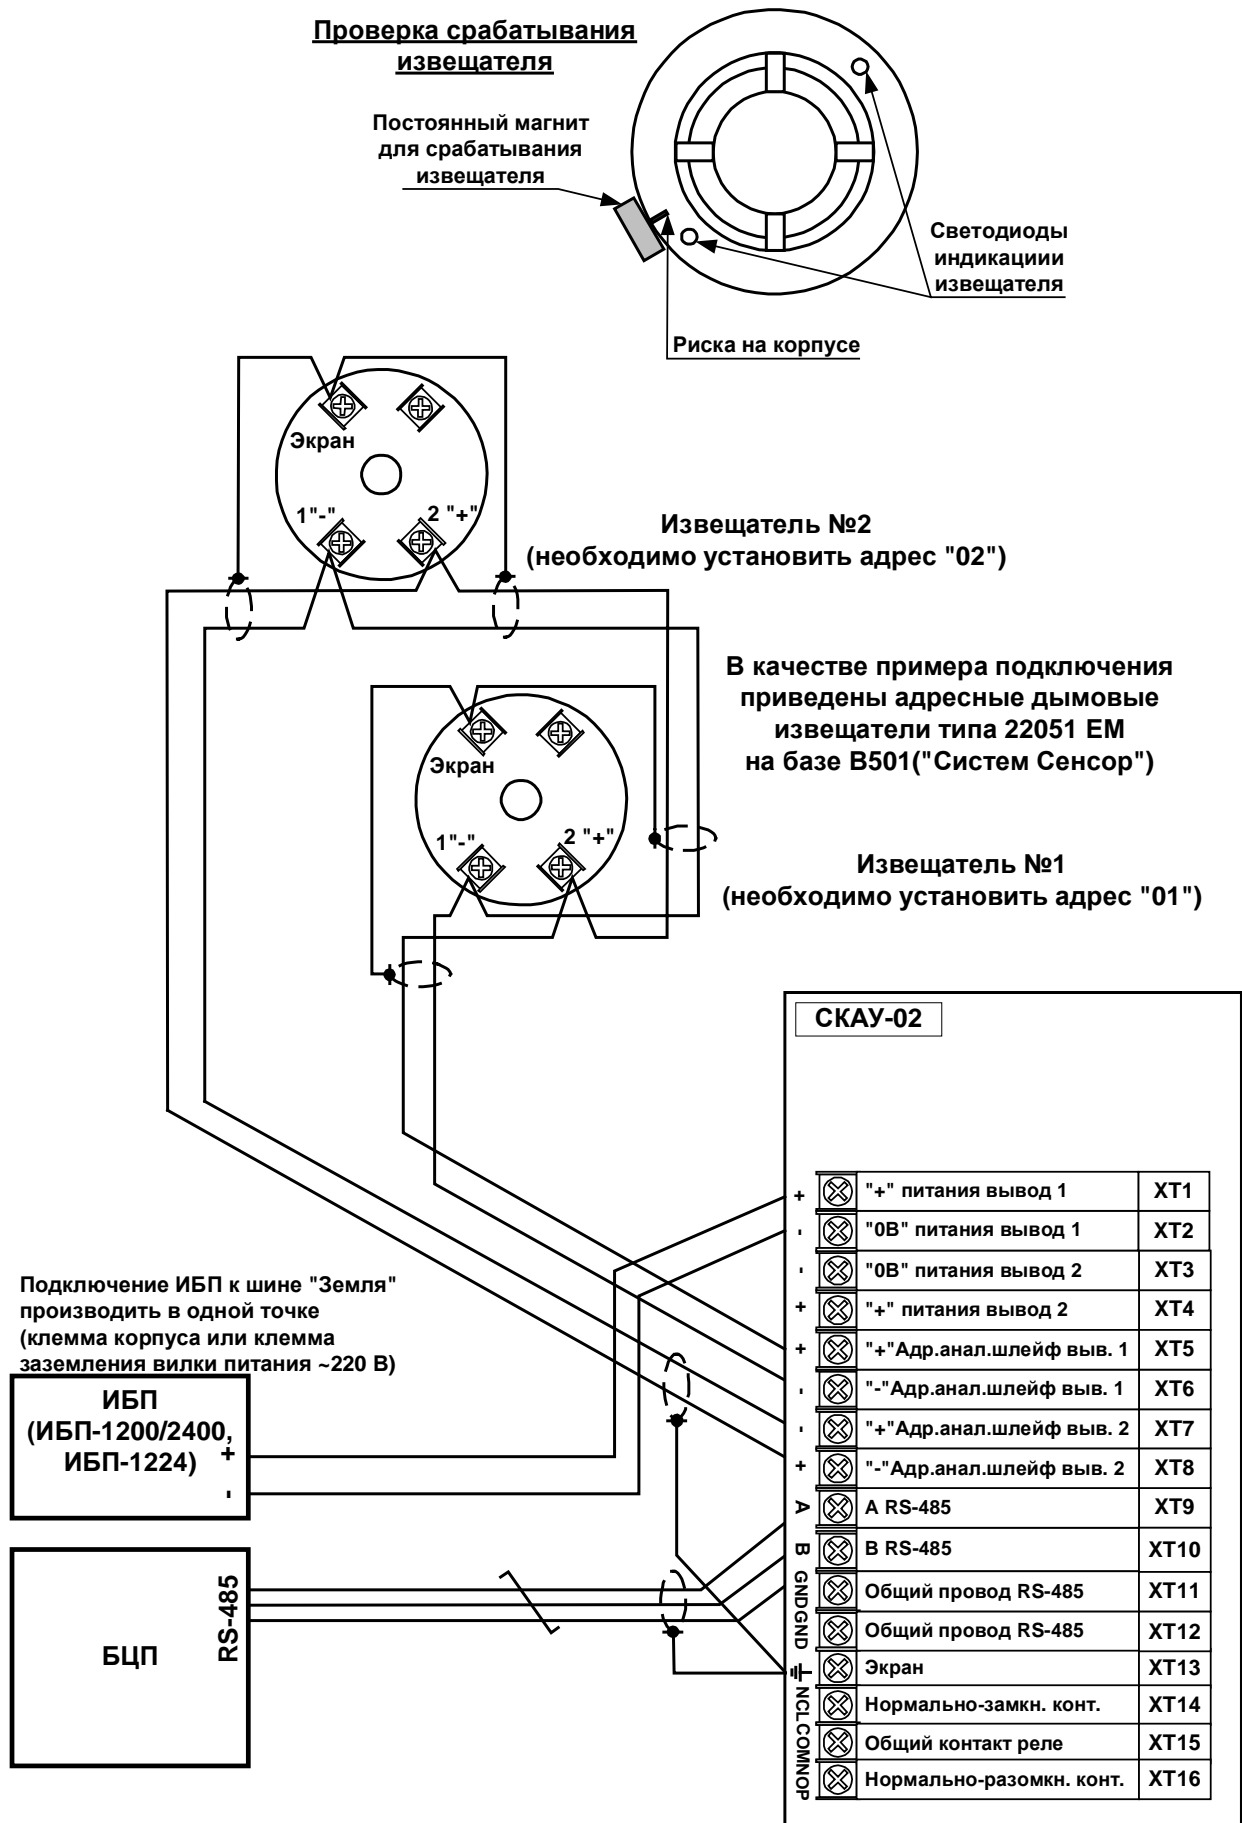 Проверка срабатывания
извещателя
Постоянный магнит
для срабатывания
извещателя
Светодиоды
индикациии
извещателя
Риска на корпусе
Экран
1"-"
2 "+"
Извещатель №2
(необходимо установить адрес "02")
В качестве примера подключения
приведены адресные дымовые
извещатели типа 22051 EM
на базе B501("Систем Сенсор")
Экран
1"-"
2 "+"
Извещатель №1
(необходимо установить адрес "01")
СКАУ-02
+ "+" питания вывод 1 XT1
- "0В" питания вывод 1 XT2
- "0В" питания вывод 2 XT3
+ "+" питания вывод 2 XT4
+ "+"Адр.анал.шлейф выв. 1 XT5
- "-"Адр.анал.шлейф выв. 1 XT6
- "+"Адр.анал.шлейф выв. 2 XT7
+ "-"Адр.анал.шлейф выв. 2 XT8
A A RS-485 XT9
B B RS-485 XT10
GND Общий провод RS-485 XT11
GND Общий провод RS-485 XT12
Экран XT13
NCL Нормально-замкн. конт. XT14
COM Общий контакт реле XT15
NOP Нормально-разомкн. конт. XT16
Подключение ИБП к шине "Земля"
производить в одной точке
(клемма корпуса или клемма
заземления вилки питания ~220 В)
ИБП
(ИБП-1200/2400,
ИБП-1224)
+
-
БЦП
RS-485